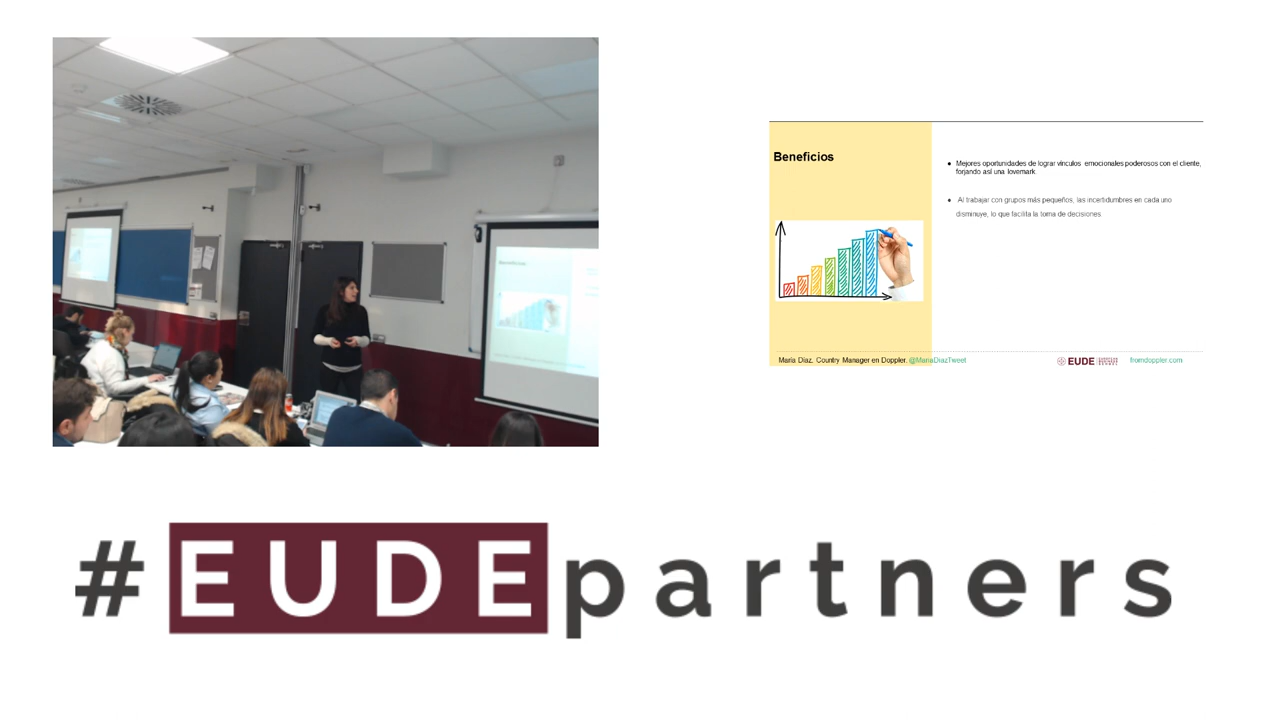 Beneficios
● Mejores oportunidades de lograr vínculos emocionales poderosos con el cliente,
forjando así una lovemark.
● Al trabajar con grupos más pequeños, las incertidumbres en cada uno
disminuye, lo que facilita la toma de decisiones.
María Díaz. Country Manager en Doppler. @MariaDiazTweet
EUDE
fromdoppler.com
#EUDEpartners